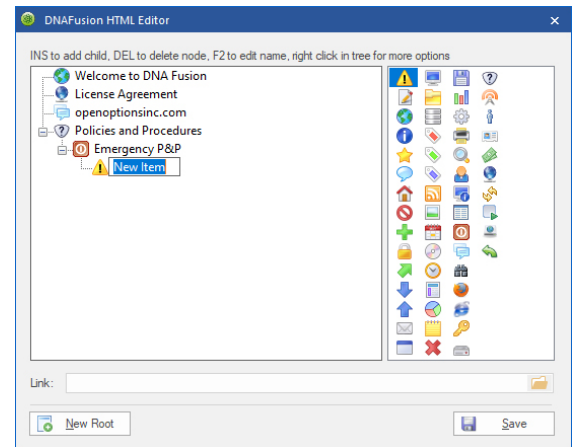 DNAFusion HTML Editor
INS to add child, DEL to delete node, F2 to edit name, right click in tree for more options
Welcome to DNA Fusion
License Agreement
openoptionsinc.com
Policies and Procedures
Emergency P&P
New Item
Link:
New Root
Save